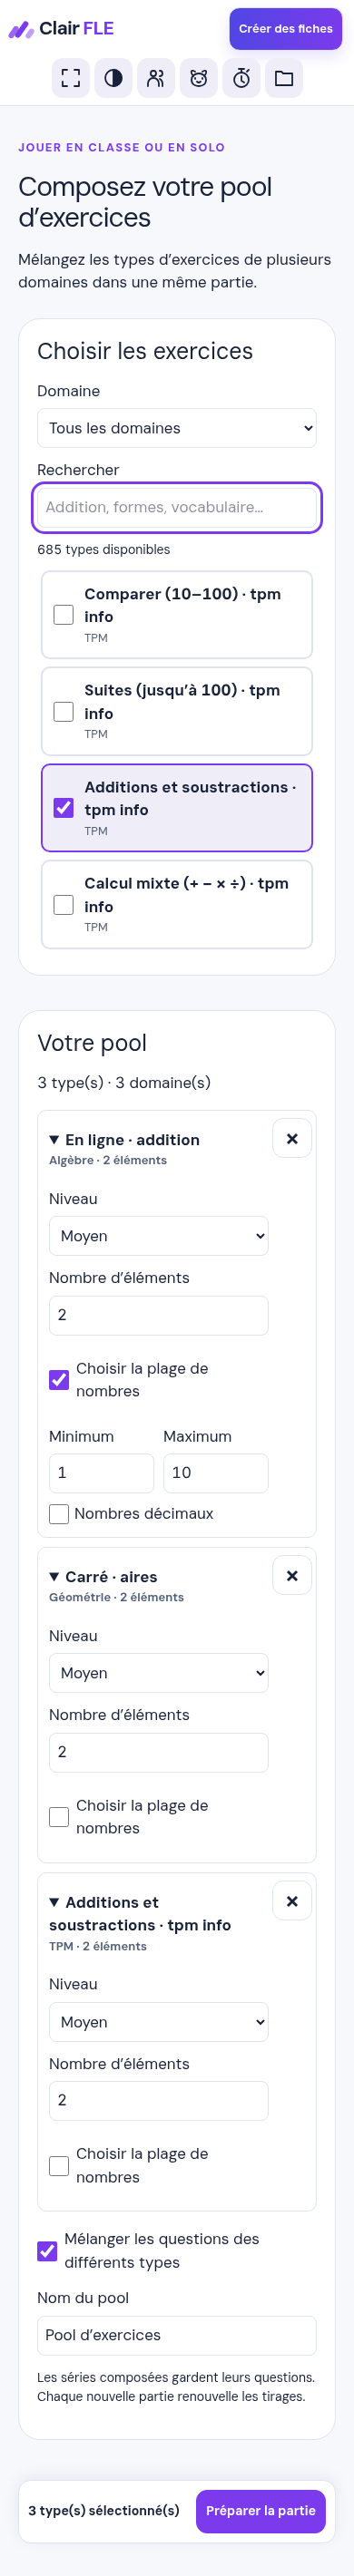 Clair FLE
Créer des fiches
JOUER EN CLASSE OU EN SOLO
Composez votre pool
d’exercices
Mélangez les types d’exercices de plusieurs
domaines dans une même partie.
Choisir les exercices
Domaine
Tous les domaines
Rechercher
Addition, formes, vocabulaire…
685 types disponibles
Comparer (10–100) · tpm
info
TPM
Suites (jusqu’à 100) · tpm
info
TPM
Additions et soustractions ·
tpm info
TPM
Calcul mixte (+ − × ÷) · tpm
info
TPM
Votre pool
3 type(s) · 3 domaine(s)
▼ En ligne · addition
Algèbre · 2 éléments
Niveau
Moyen
Nombre d’éléments
2
Choisir la plage de
nombres
Minimum Maximum
1 10
Nombres décimaux
▼ Carré · aires
Géométrie · 2 éléments
Niveau
Moyen
Nombre d’éléments
2
Choisir la plage de
nombres
▼ Additions et
soustractions · tpm info
TPM · 2 éléments
Niveau
Moyen
Nombre d’éléments
2
Choisir la plage de
nombres
Mélanger les questions des
différents types
Nom du pool
Pool d’exercices
Les séries composées gardent leurs questions.
Chaque nouvelle partie renouvelle les tirages.
3 type(s) sélectionné(s)
Préparer la partie